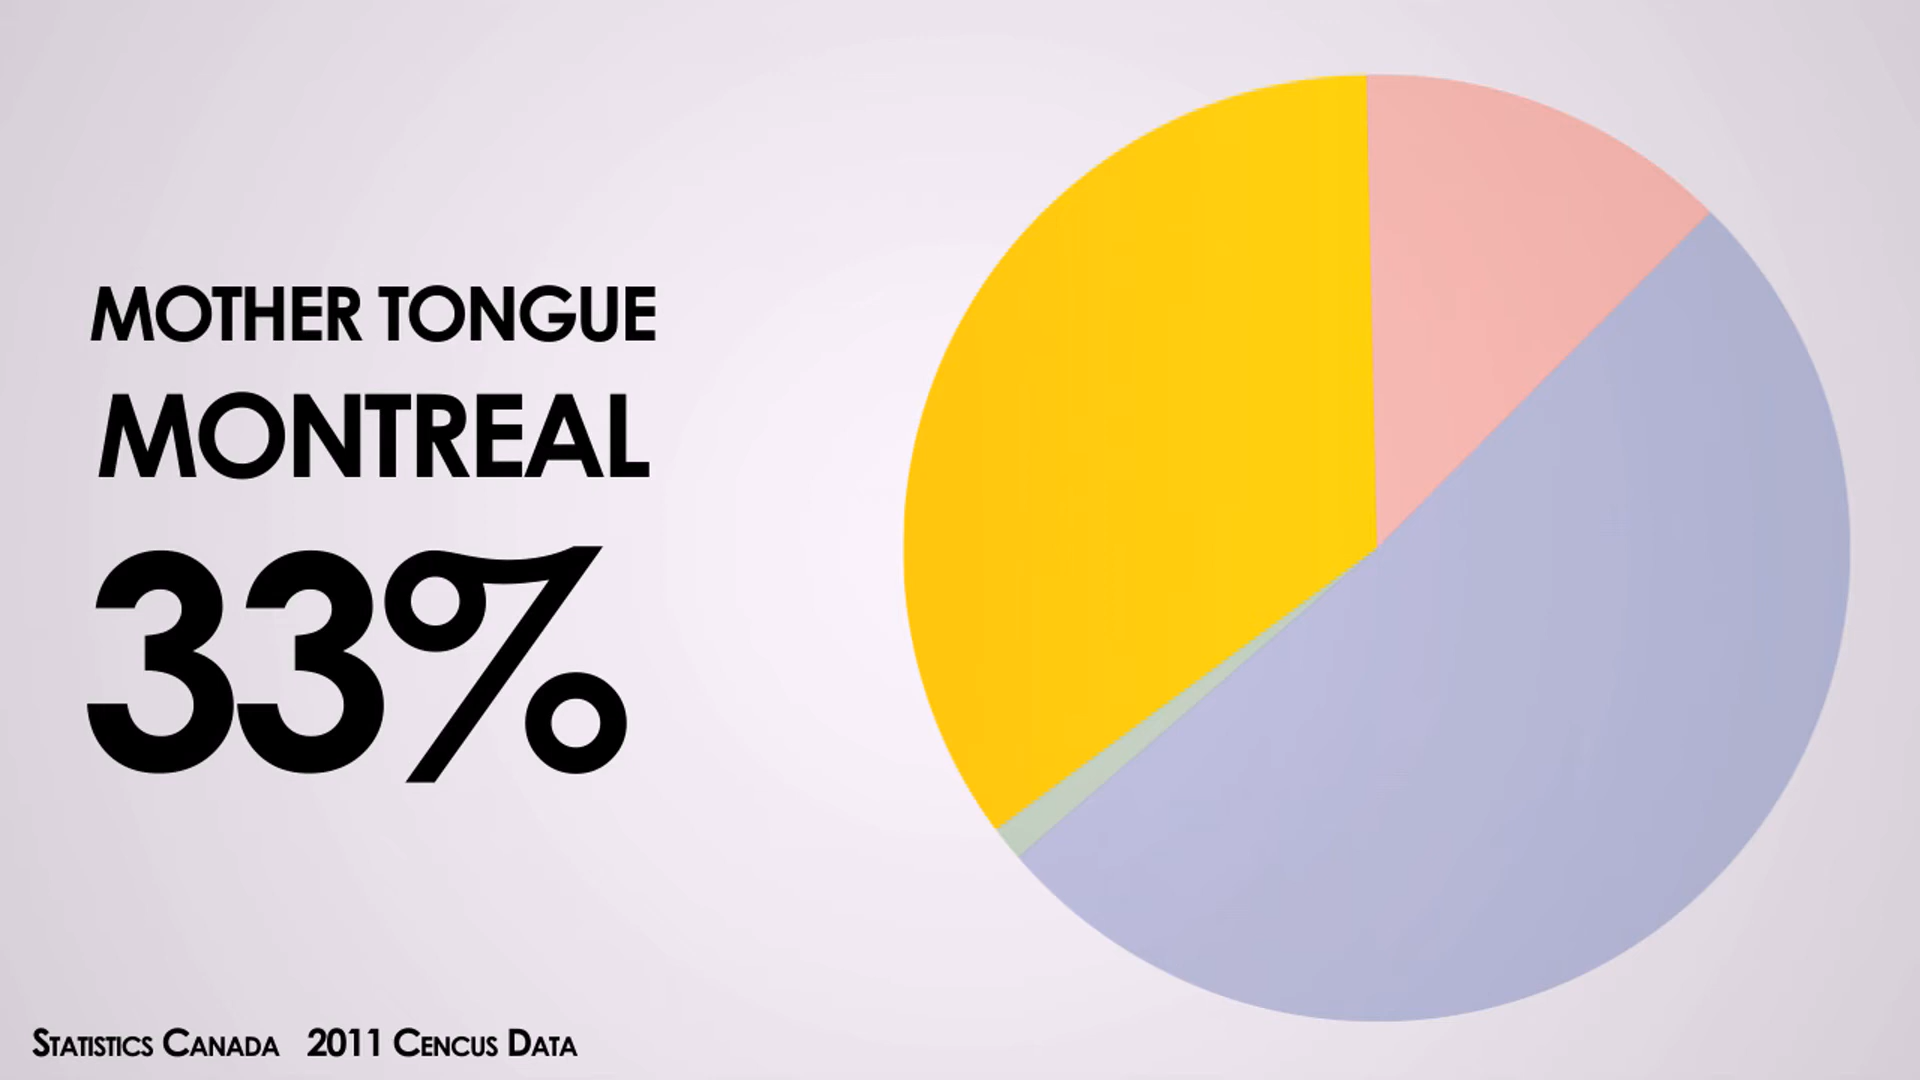 MOTHER TONGUE
MONTREAL
33%
STATISTICS CANADA 2011 CENCUS DATA